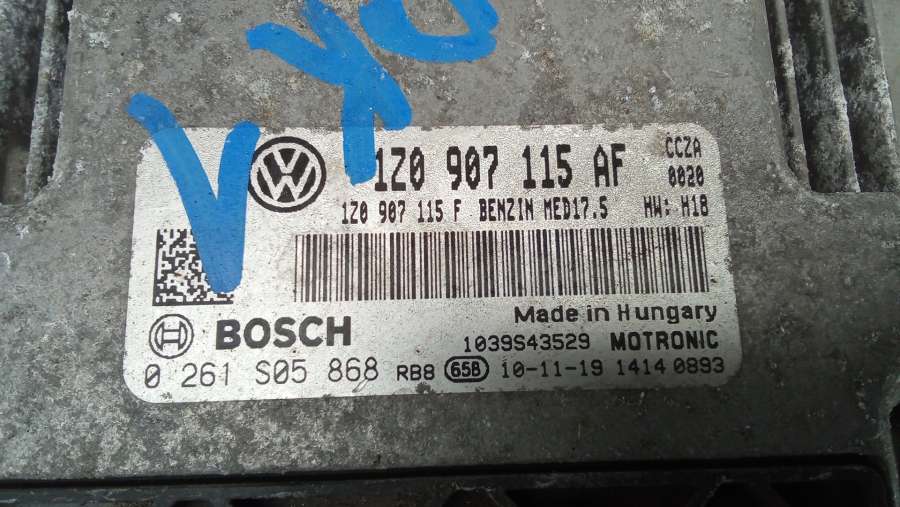 1Z0 907 115 AF
CCZA
0020
1Z0 907 115 F BENZIN MED17.5 HW: H18
Made in Hungary
BOSCH
1039S43529 MOTRONIC
0 261 S05 868 RB8 65B 10-11-19 1414 0893